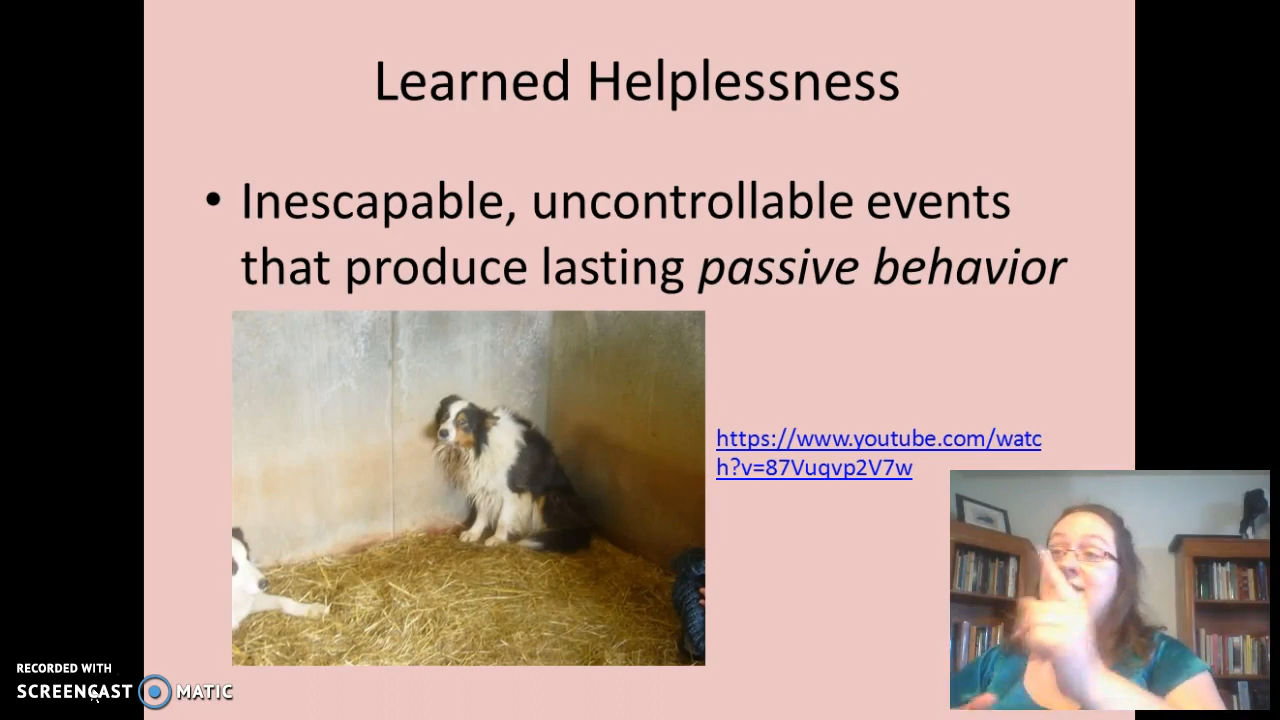 Learned Helplessness
• Inescapable, uncontrollable events
that produce lasting passive behavior
https://www.youtube.com/watc
h?v=87Vuqvp2V7w
RECORDED WITH
SCREENCAST MATIC